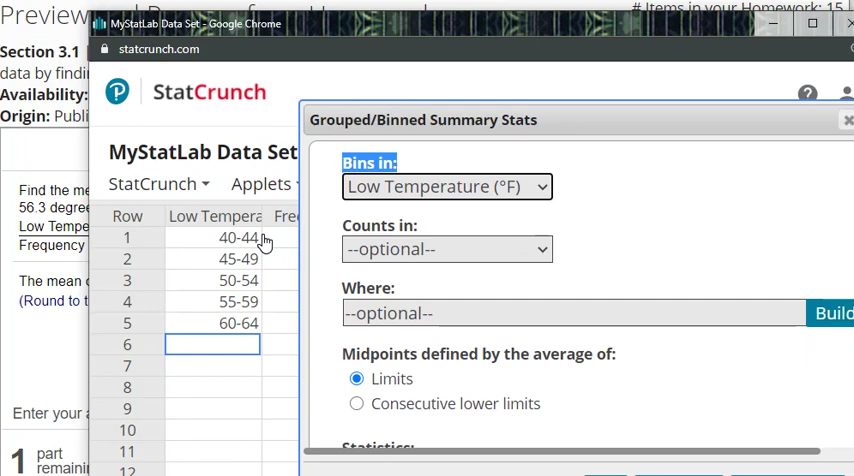 Preview
# Items in your Homework: 15
MyStatLab Data Set - Google Chrome
statcrunch.com
Section 3.1
data by findin
Availability:
Origin: Publi
P
StatCrunch
Grouped/Binned Summary Stats
MyStatLab Data Set
StatCrunch
Applets
Bins in:
Low Temperature (°F)
Counts in:
--optional--
Where:
--optional--
Build
Midpoints defined by the average of:
Limits
Consecutive lower limits
Row
Low Tempera
Fre
1
40-44
2
45-49
3
50-54
4
55-59
5
60-64
6
7
8
9
10
11
12
Find the me
56.3 degree
Low Tempe
Frequency
The mean o
(Round to t
Enter your a
1
part
remainin